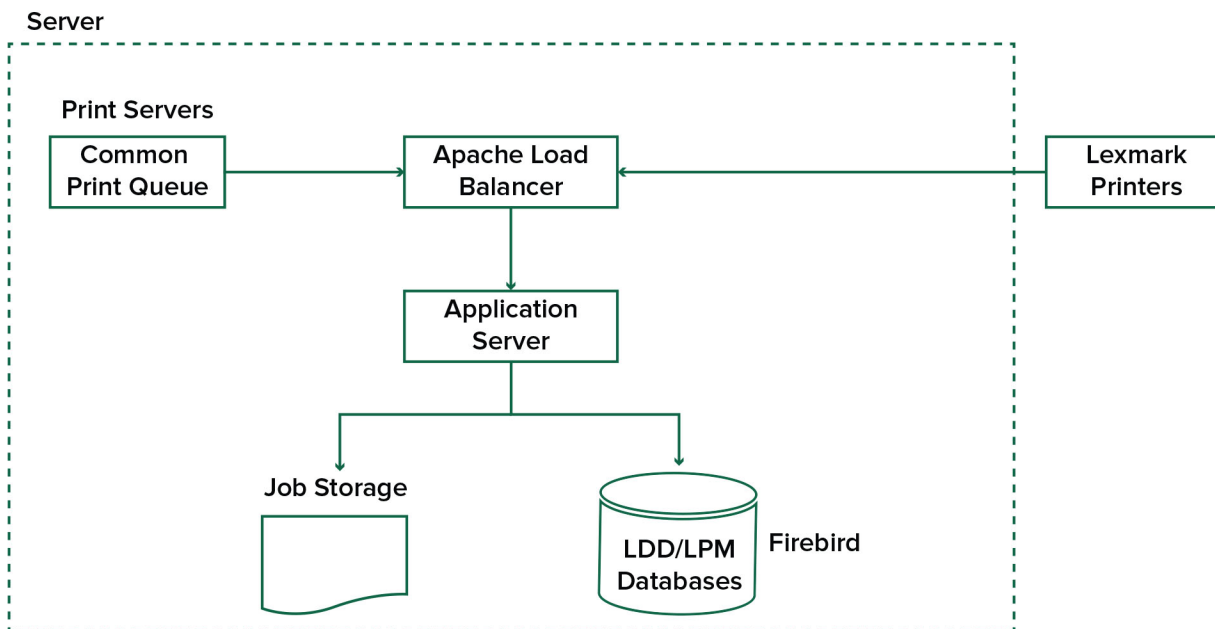 Server
Print Servers
Common
Print Queue
Apache Load
Balancer
Lexmark
Printers
Application
Server
Job Storage
LDD/LPM
Databases
Firebird